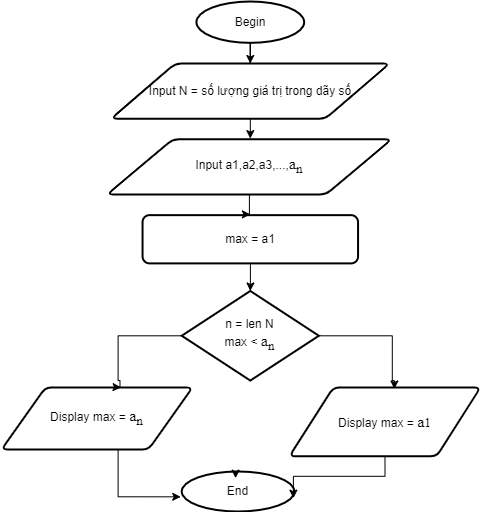 Begin
Input N = số lượng giá trị trong dãy số
Input a1,a2,a3,...,an
max = a1
n = len N
max < an
Display max = an
Display max = a1
End